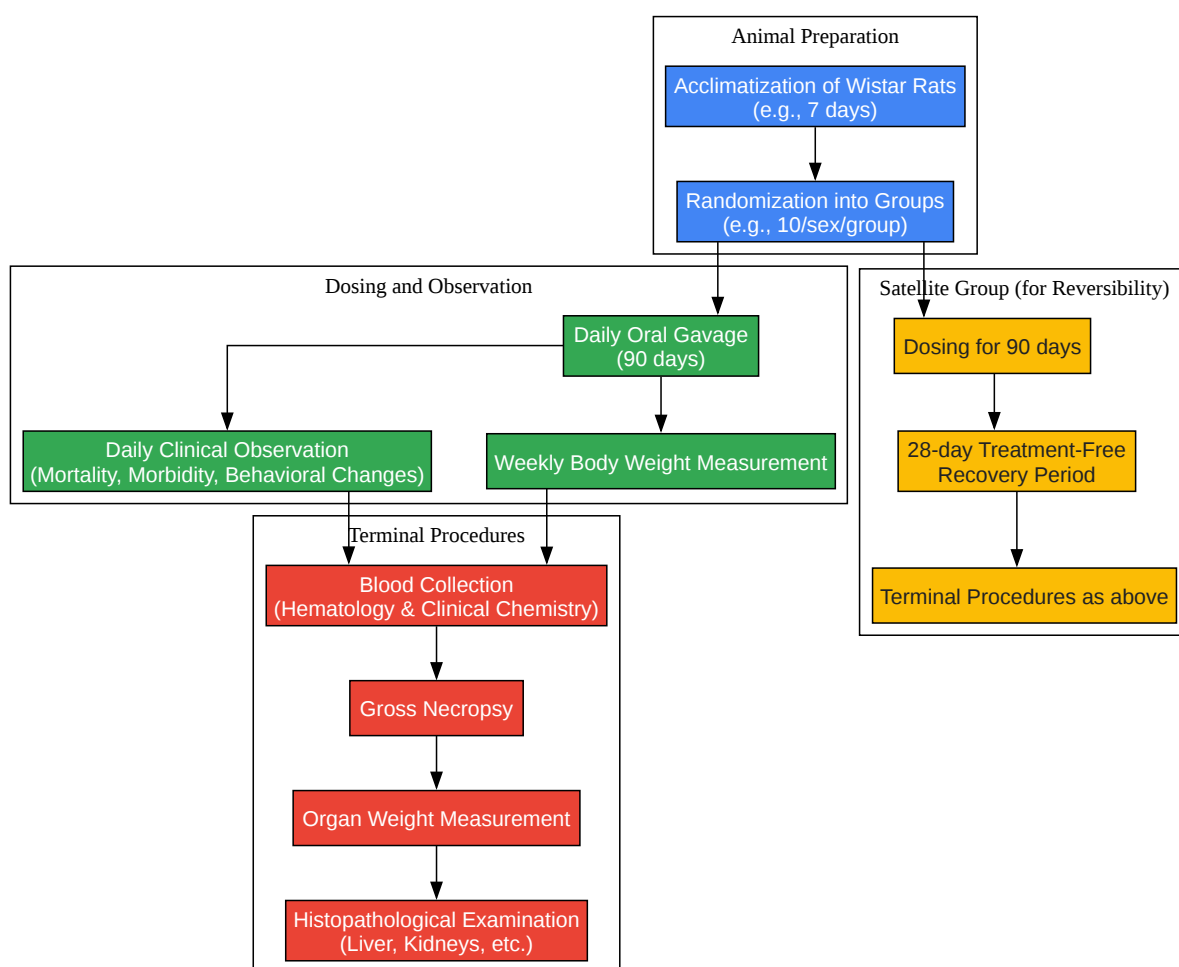 Animal Preparation
Acclimatization of Wistar Rats
(e.g., 7 days)
Randomization into Groups
(e.g., 10/sex/group)
Dosing and Observation
Daily Oral Gavage
(90 days)
Daily Clinical Observation
(Mortality, Morbidity, Behavioral Changes)
Weekly Body Weight Measurement
Satellite Group (for Reversibility)
Dosing for 90 days
28-day Treatment-Free
Recovery Period
Terminal Procedures as above
Terminal Procedures
Blood Collection
(Hematology & Clinical Chemistry)
Gross Necropsy
Organ Weight Measurement
Histopathological Examination
(Liver, Kidneys, etc.)